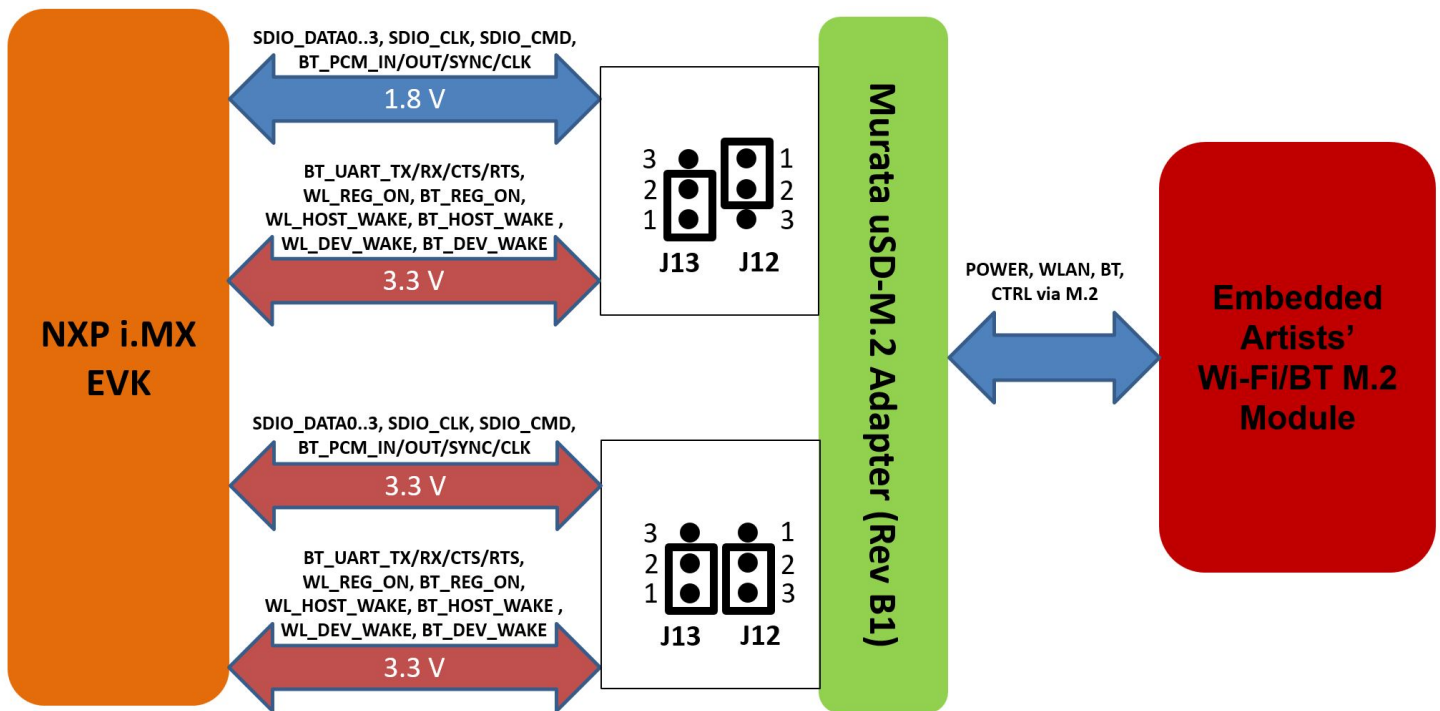 NXP i.MX
EVK
SDIO_DATA0..3, SDIO_CLK, SDIO_CMD,
BT_PCM_IN/OUT/SYNC/CLK
1.8 V
BT_UART_TX/RX/CTS/RTS,
WL_REG_ON, BT_REG_ON,
WL_HOST_WAKE, BT_HOST_WAKE ,
WL_DEV_WAKE, BT_DEV_WAKE
3.3 V
3 1
2 2
1 3
J13 J12
SDIO_DATA0..3, SDIO_CLK, SDIO_CMD,
BT_PCM_IN/OUT/SYNC/CLK
3.3 V
BT_UART_TX/RX/CTS/RTS,
WL_REG_ON, BT_REG_ON,
WL_HOST_WAKE, BT_HOST_WAKE ,
WL_DEV_WAKE, BT_DEV_WAKE
3.3 V
3 1
2 2
1 3
J13 J12
Murata uSD-M.2 Adapter (Rev B1)
POWER, WLAN, BT,
CTRL via M.2
Embedded
Artists’
Wi-Fi/BT M.2
Module